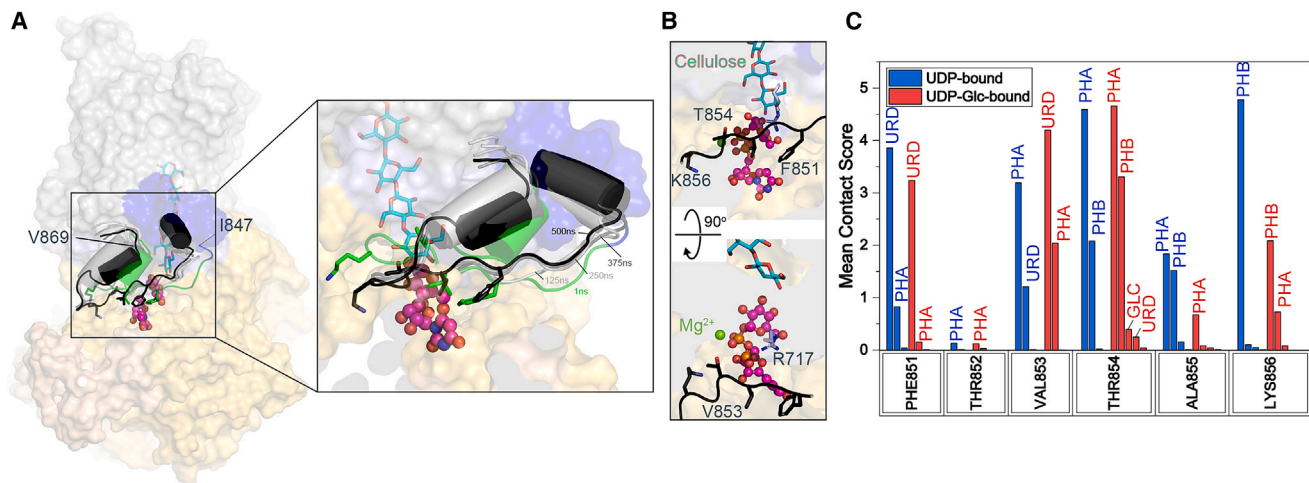 A
V869
I847
500ns
375ns
250ns
125ns
1ns
B
Cellulose
T854
K856
F851
90º
Mg2+
R717
V853
C
Mean Contact Score
5
4
3
2
1
0
UDP-bound
UDP-Glc-bound
URD
PHA
URD
PHA
PHA
PHA
PHA
URD
URD
PHA
PHA
PHB
PHA
PHB
GLC
URD
PHA
PHB
PHA
PHB
PHB
PHA
PHE851
THR852
VAL853
THR854
ALA855
LYS856